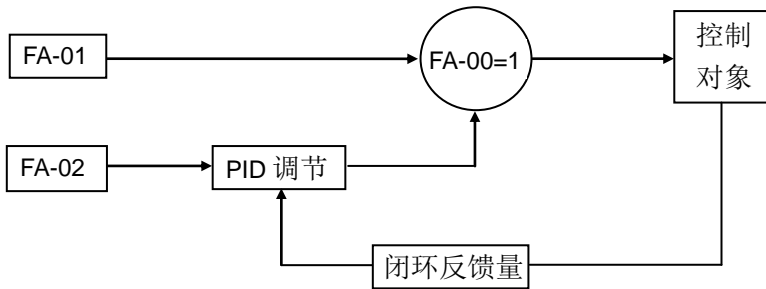 FA-01
FA-00=1
控制
对象
FA-02
PID 调节
闭环反馈量